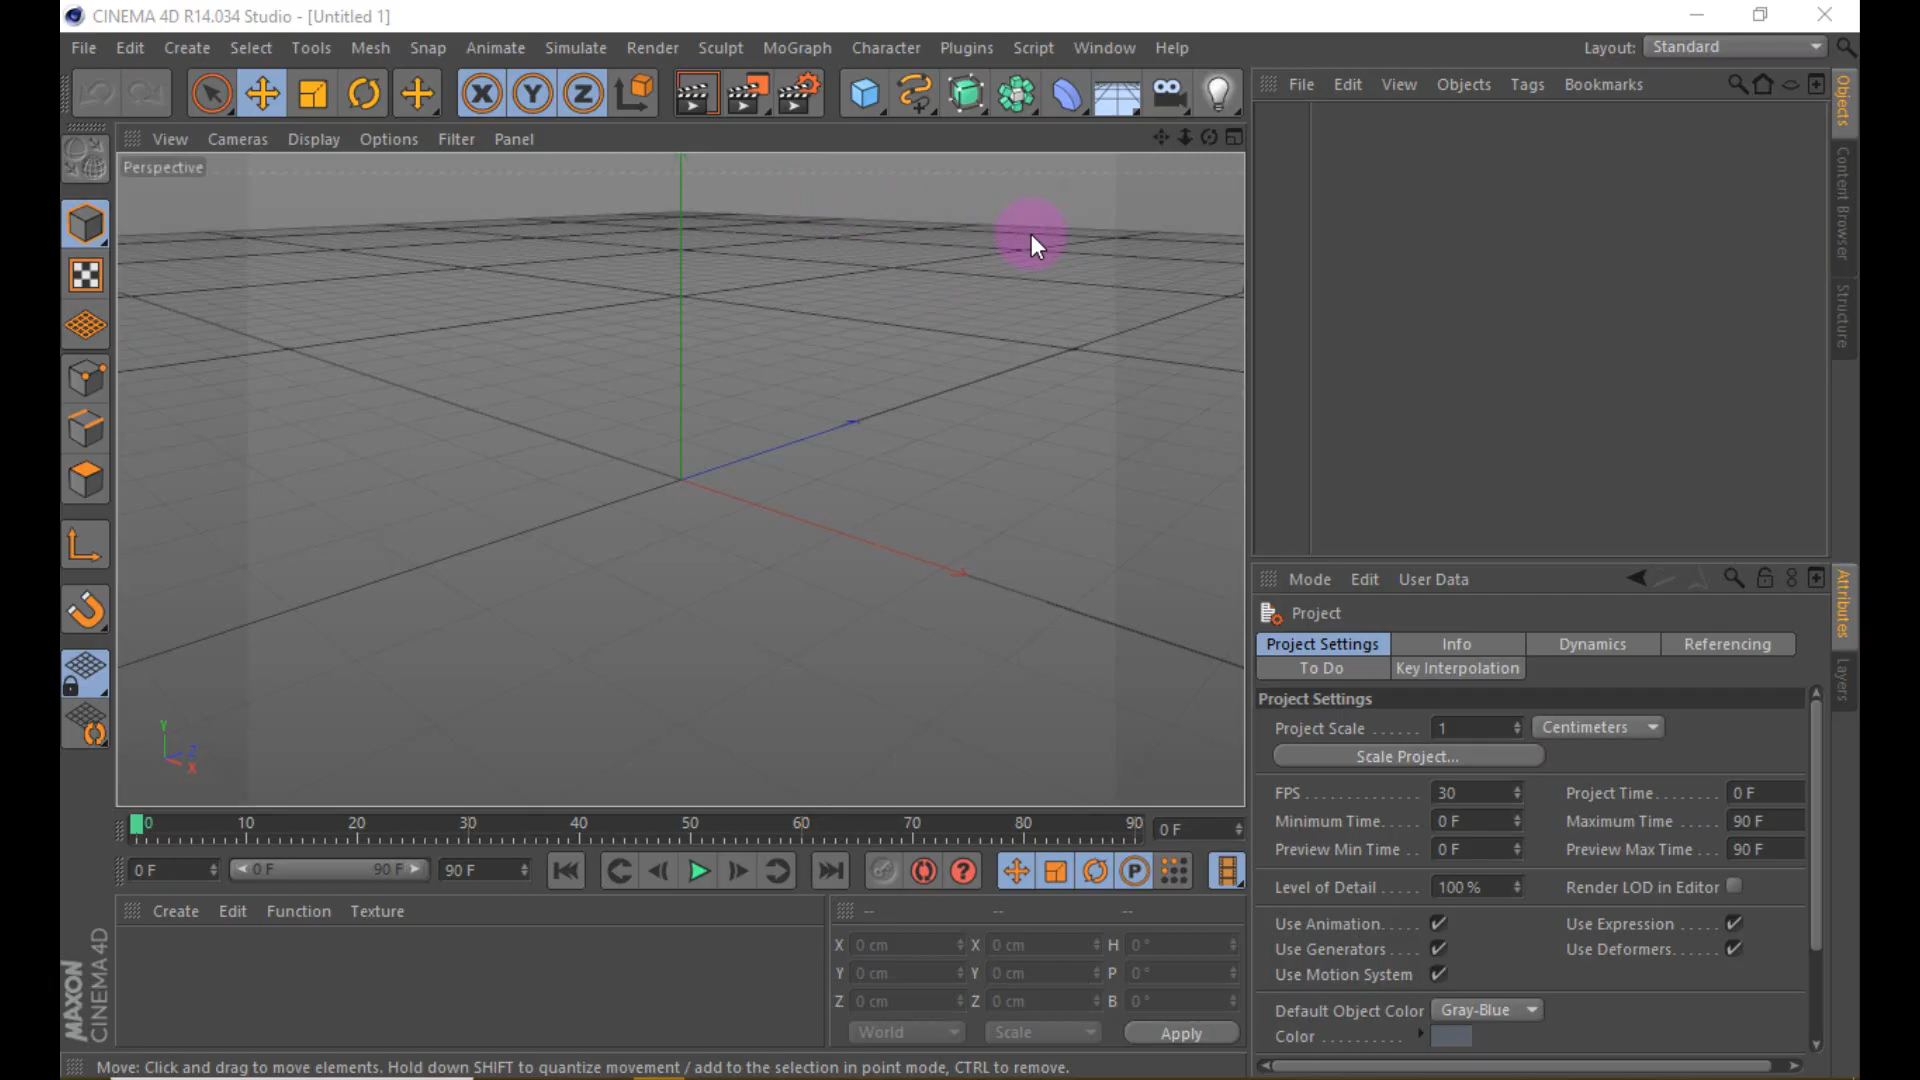 CINEMA 4D R14.034 Studio - [Untitled 1]
File Edit Create Select Tools Mesh Snap Animate Simulate Render Sculpt MoGraph Character Plugins Script Window Help Layout: Standard
File Edit View Objects Tags Bookmarks
Objects
Content Browser
Structure
View Cameras Display Options Filter Panel
Perspective
Y
Z
X
Mode Edit User Data
Attributes
Layers
Project
Project Settings Info Dynamics Referencing
To Do Key Interpolation
Project Settings
Project Scale ...... 1 Centimeters
Scale Project...
FPS ............. 30 Project Time........ 0 F
Minimum Time..... 0 F Maximum Time ..... 90 F
Preview Min Time .. 0 F Preview Max Time ... 90 F
Level of Detail ..... 100 % Render LOD in Editor
Use Animation..... Use Expression .....
Use Generators .... Use Deformers......
Use Motion System
Default Object Color Gray-Blue
Color ..........
0 10 20 30 40 50 60 70 80 90 0 F
0 F 0 F 90 F 90 F
Create Edit Function Texture
-- -- --
X 0 cm X 0 cm H 0 °
Y 0 cm Y 0 cm P 0 °
Z 0 cm Z 0 cm B 0 °
World Scale Apply
MAXON
CINEMA 4D
Move: Click and drag to move elements. Hold down SHIFT to quantize movement / add to the selection in point mode, CTRL to remove.